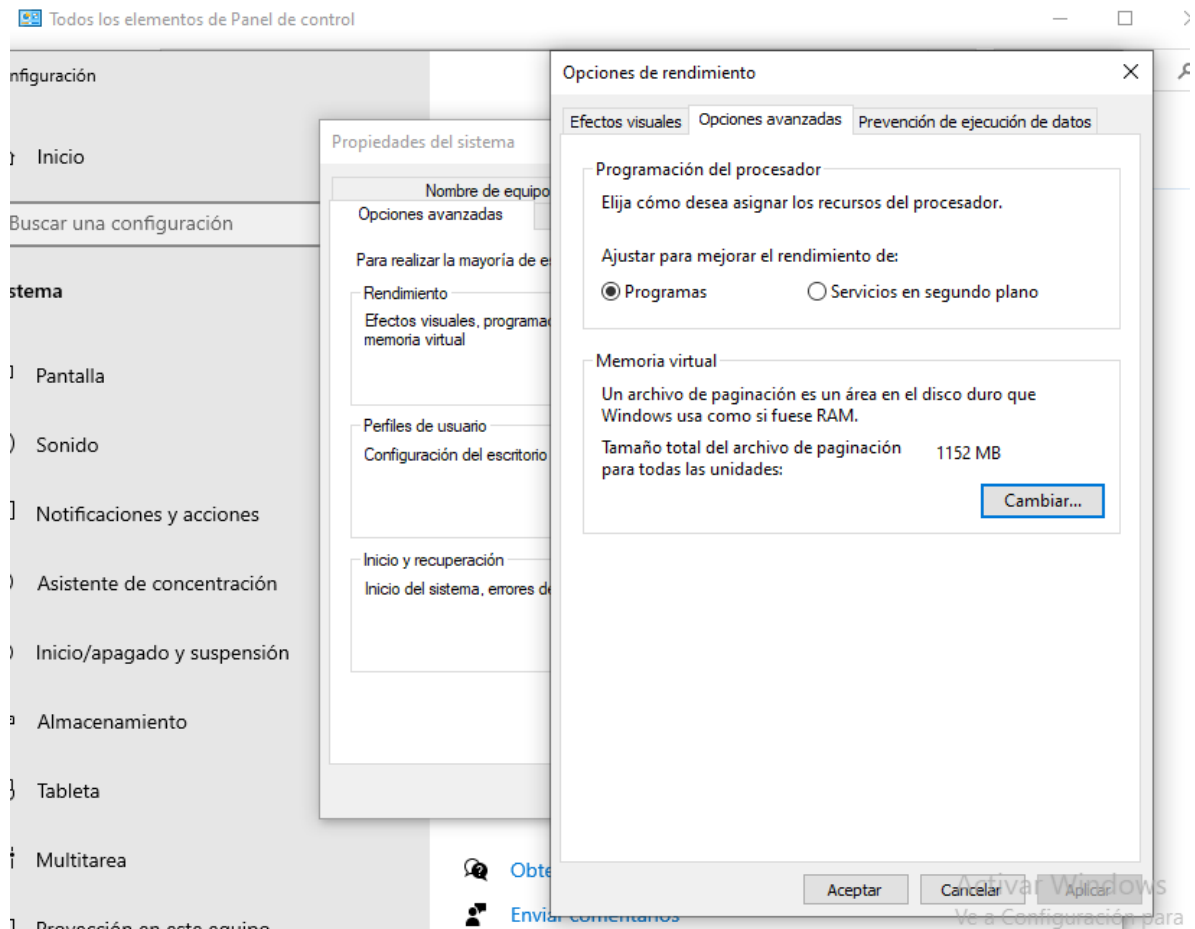 Todos los elementos de Panel de control
nfiguración
Inicio
Buscar una configuración
stema
Pantalla
Sonido
Notificaciones y acciones
Asistente de concentración
Inicio/apagado y suspensión
Almacenamiento
Tableta
Multitarea
Proyección en este equipo
Propiedades del sistema
Nombre de equipo
Opciones avanzadas
Para realizar la mayoría de e
Rendimiento
Efectos visuales, programac
memoria virtual
Perfiles de usuario
Configuración del escritorio
Inicio y recuperación
Inicio del sistema, errores de
Obte
Enviar comentarios
Opciones de rendimiento
Efectos visuales
Opciones avanzadas
Prevención de ejecución de datos
Programación del procesador
Elija cómo desea asignar los recursos del procesador.
Ajustar para mejorar el rendimiento de:
Programas
Servicios en segundo plano
Memoria virtual
Un archivo de paginación es un área en el disco duro que
Windows usa como si fuese RAM.
Tamaño total del archivo de paginación
para todas las unidades:
1152 MB
Cambiar...
Aceptar
Cancelar
Aplicar
Activar Windows
Ve a Configuración para